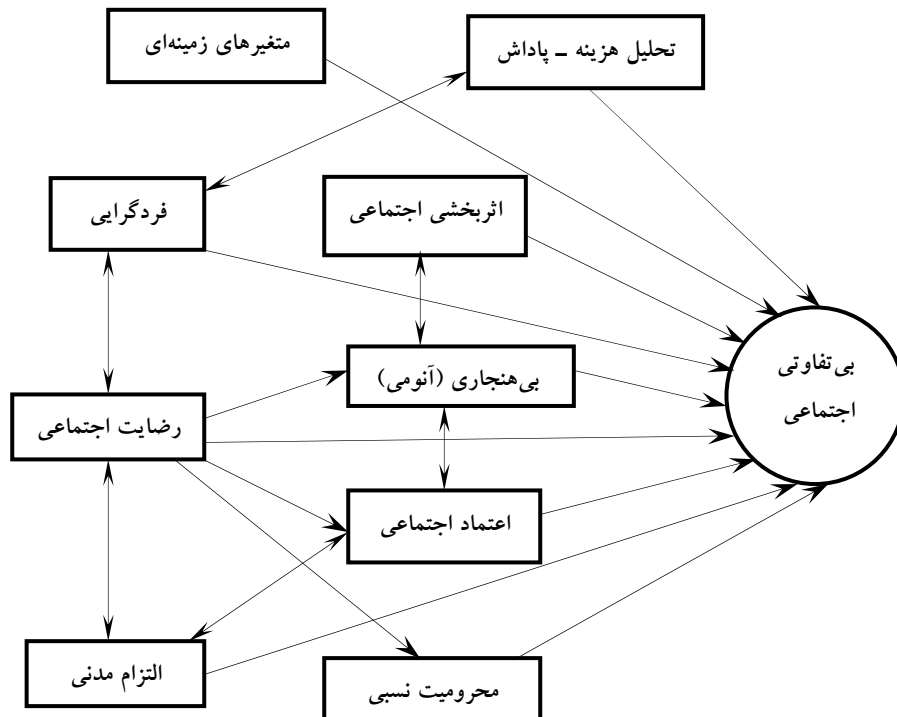 متغیرهای زمینه‌ای
تحلیل هزینه ـ پاداش
فردگرایی
اثربخشی اجتماعی
بی‌تفاوتی
اجتماعی
بی‌هنجاری (آنومی)
رضایت اجتماعی
اعتماد اجتماعی
التزام مدنی
محرومیت نسبی